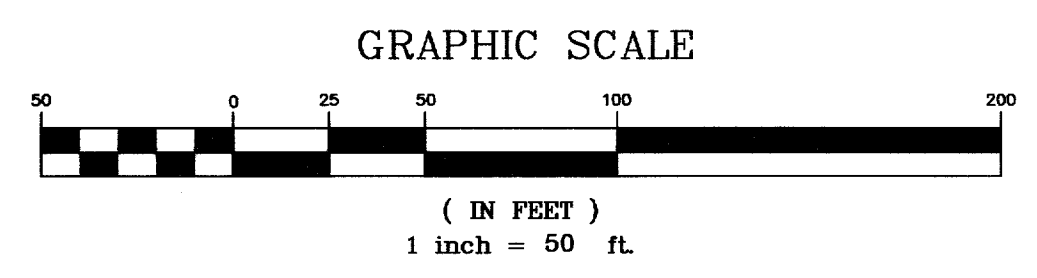 GRAPHIC SCALE
50 0 25 50 100 200
( IN FEET )
1 inch = 50 ft.